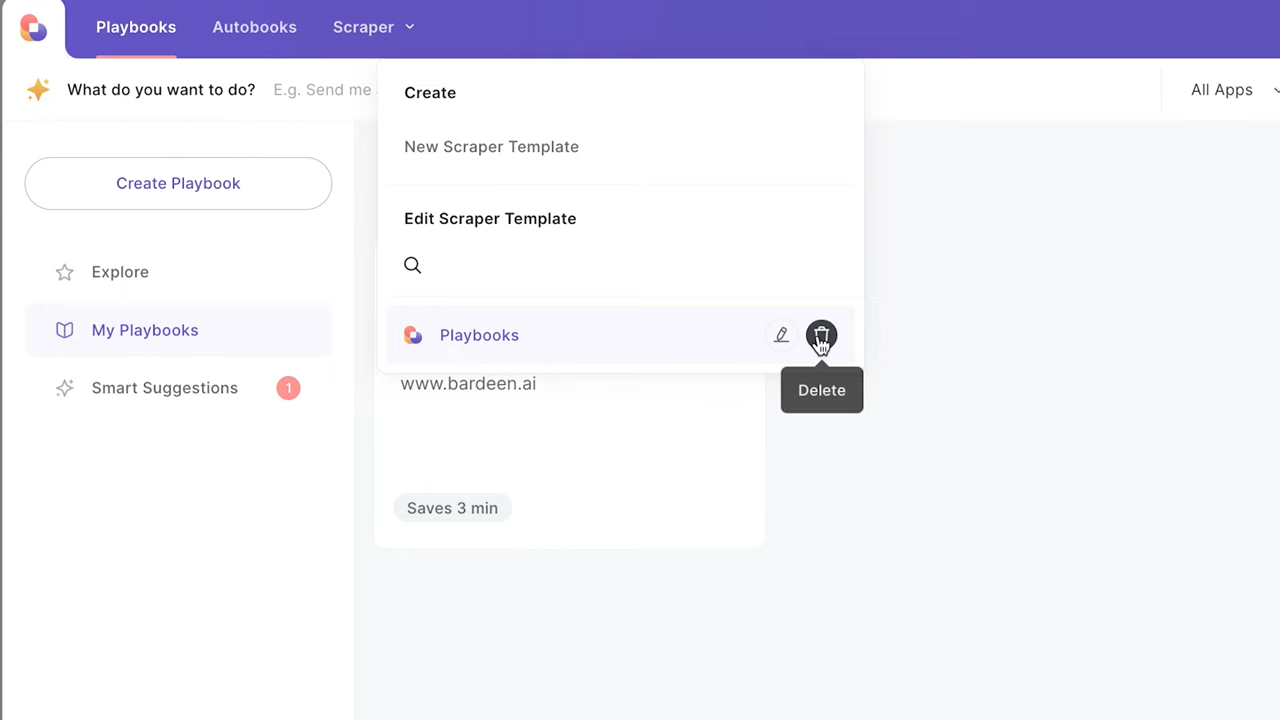 Playbooks Autobooks Scraper
What do you want to do? E.g. Send me
All Apps
Create
New Scraper Template
Edit Scraper Template
Playbooks
Delete
Create Playbook
Explore
My Playbooks
Smart Suggestions 1
www.bardeen.ai
Saves 3 min